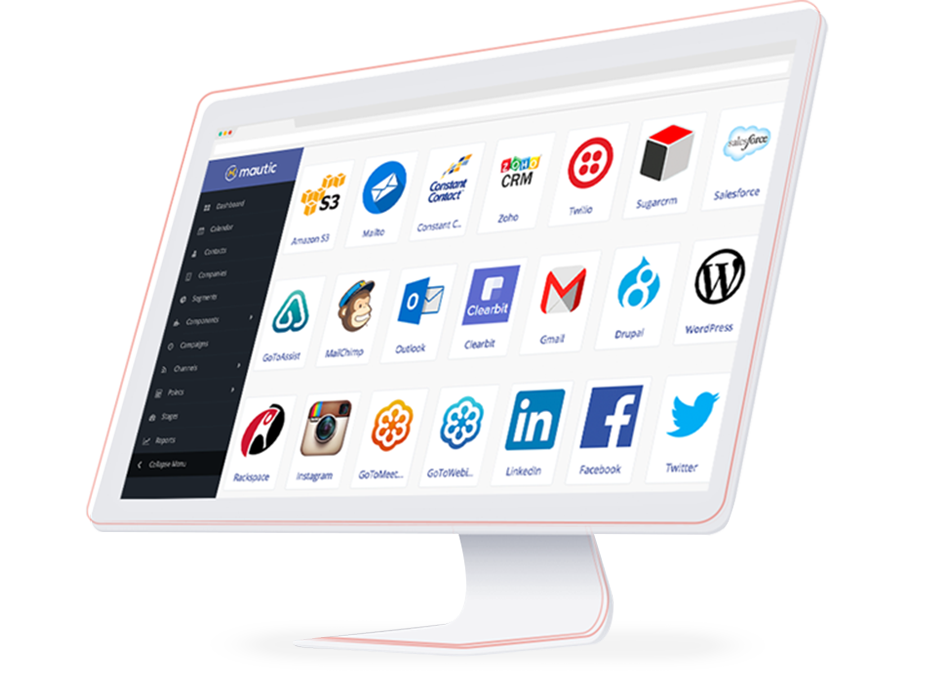 mautic
Dashboard
Calendar
Contacts
Companies
Segments
Components
Campaigns
Channels
Points
Stages
Reports
Collapse Menu
S3
Amazon S3
Mailto
Constant
Contact
Constant C...
ZOHO
CRM
Zoho
Twilio
Sugarcrm
salesforce
Salesforce
GoToAssist
MailChimp
O
Outlook
Clearbit
Clearbit
Gmail
8
Drupal
W
WordPress
Rackspace
Instagram
GoToMeet...
GoToWebi...
in
LinkedIn
f
Facebook
Twitter